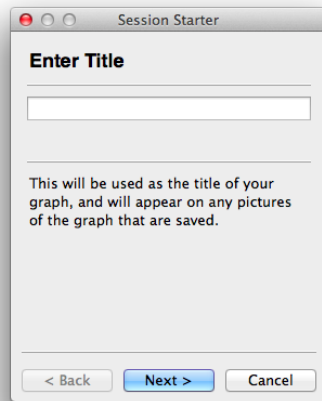 Session Starter
Enter Title
This will be used as the title of your
graph, and will appear on any pictures
of the graph that are saved.
< Back Next > Cancel